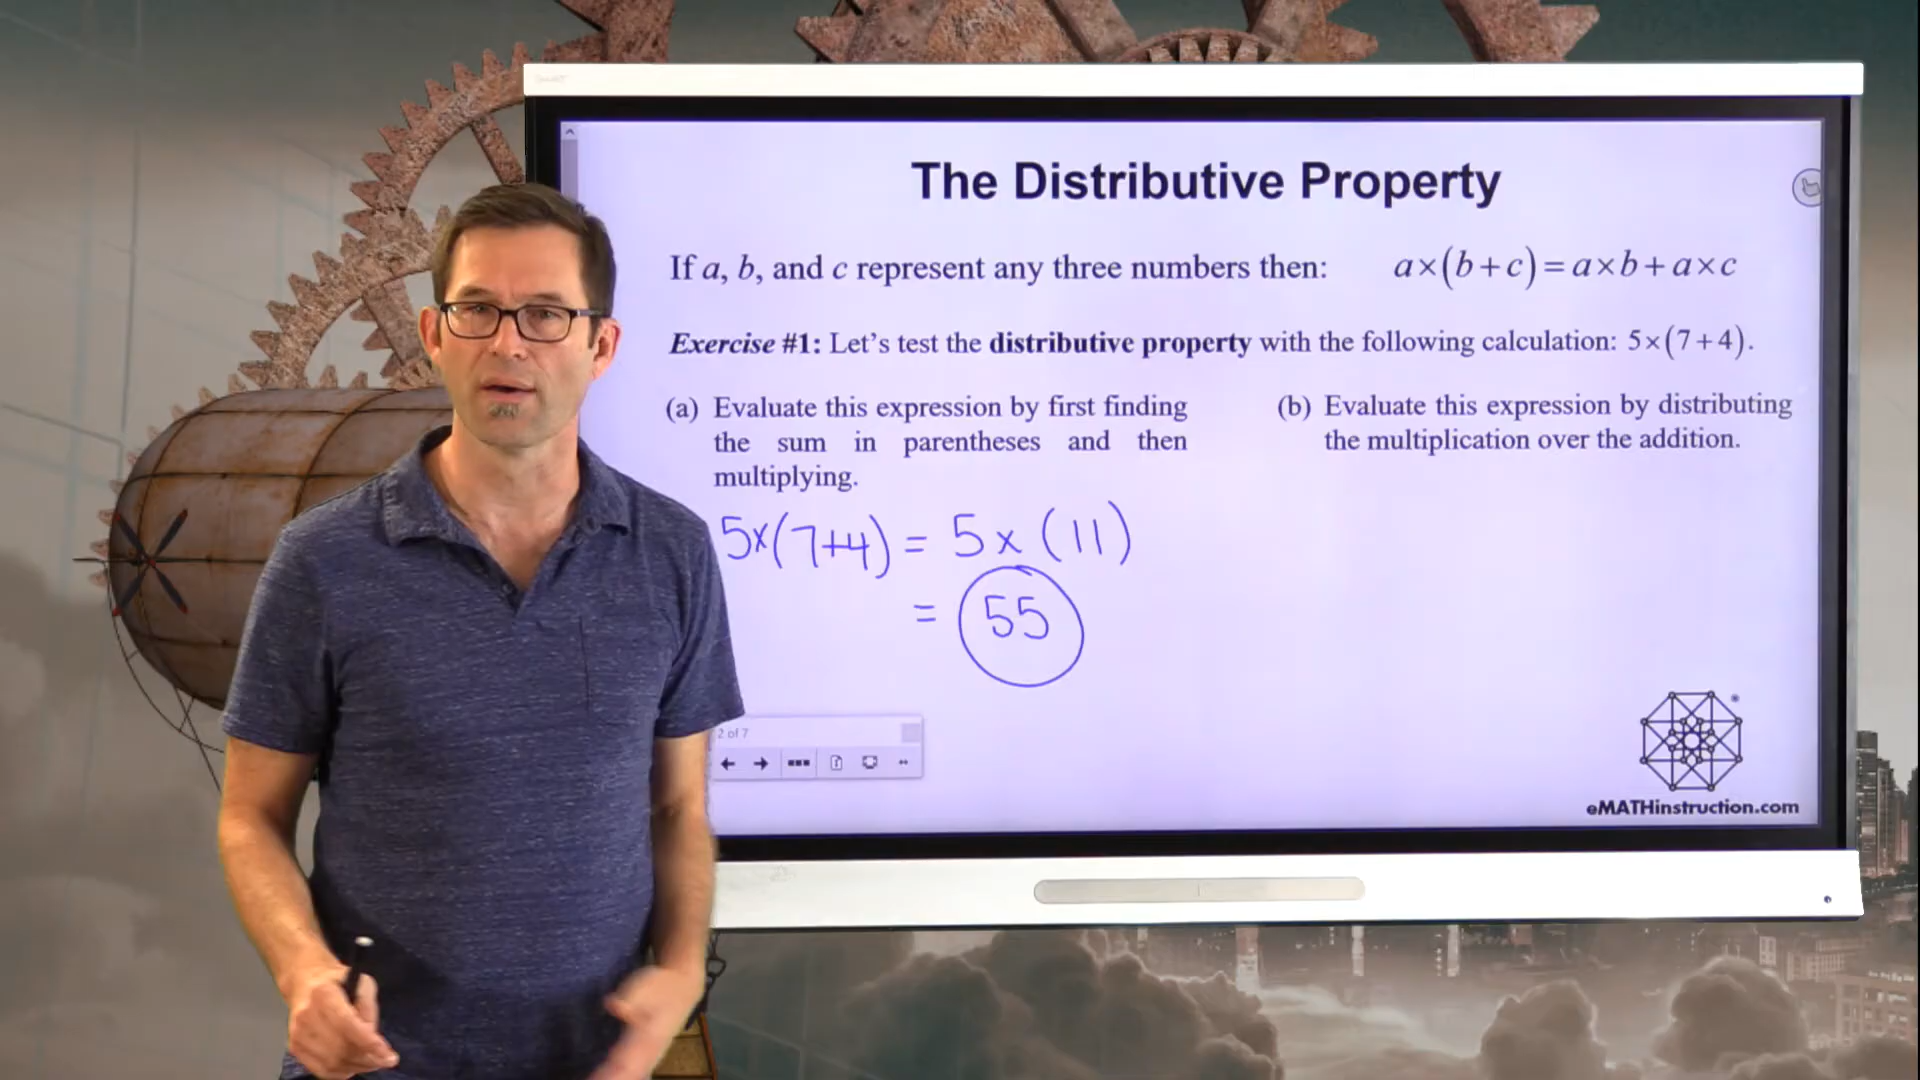 The Distributive Property
If a, b, and c represent any three numbers then: a×(b+c)=a×b+a×c
Exercise #1: Let's test the distributive property with the following calculation: 5×(7+4).
(a) Evaluate this expression by first finding
the sum in parentheses and then
multiplying.
(b) Evaluate this expression by distributing
the multiplication over the addition.
5x(7+4) = 5x (11)
= 55
2 of 7
eMATHinstruction.com